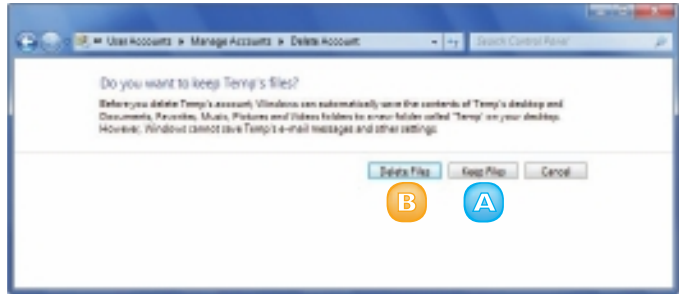 User Accounts ▸ Manage Accounts ▸ Delete Account
Search Control Panel
Do you want to keep Temp's files?
Before you delete Temp's account, Windows can automatically save the contents of Temp's desktop and
Documents, Favorites, Music, Pictures and Videos folders to a new folder called 'Temp' on your desktop.
However, Windows cannot save Temp's e-mail messages and other settings.
Delete Files Keep Files Cancel
B A